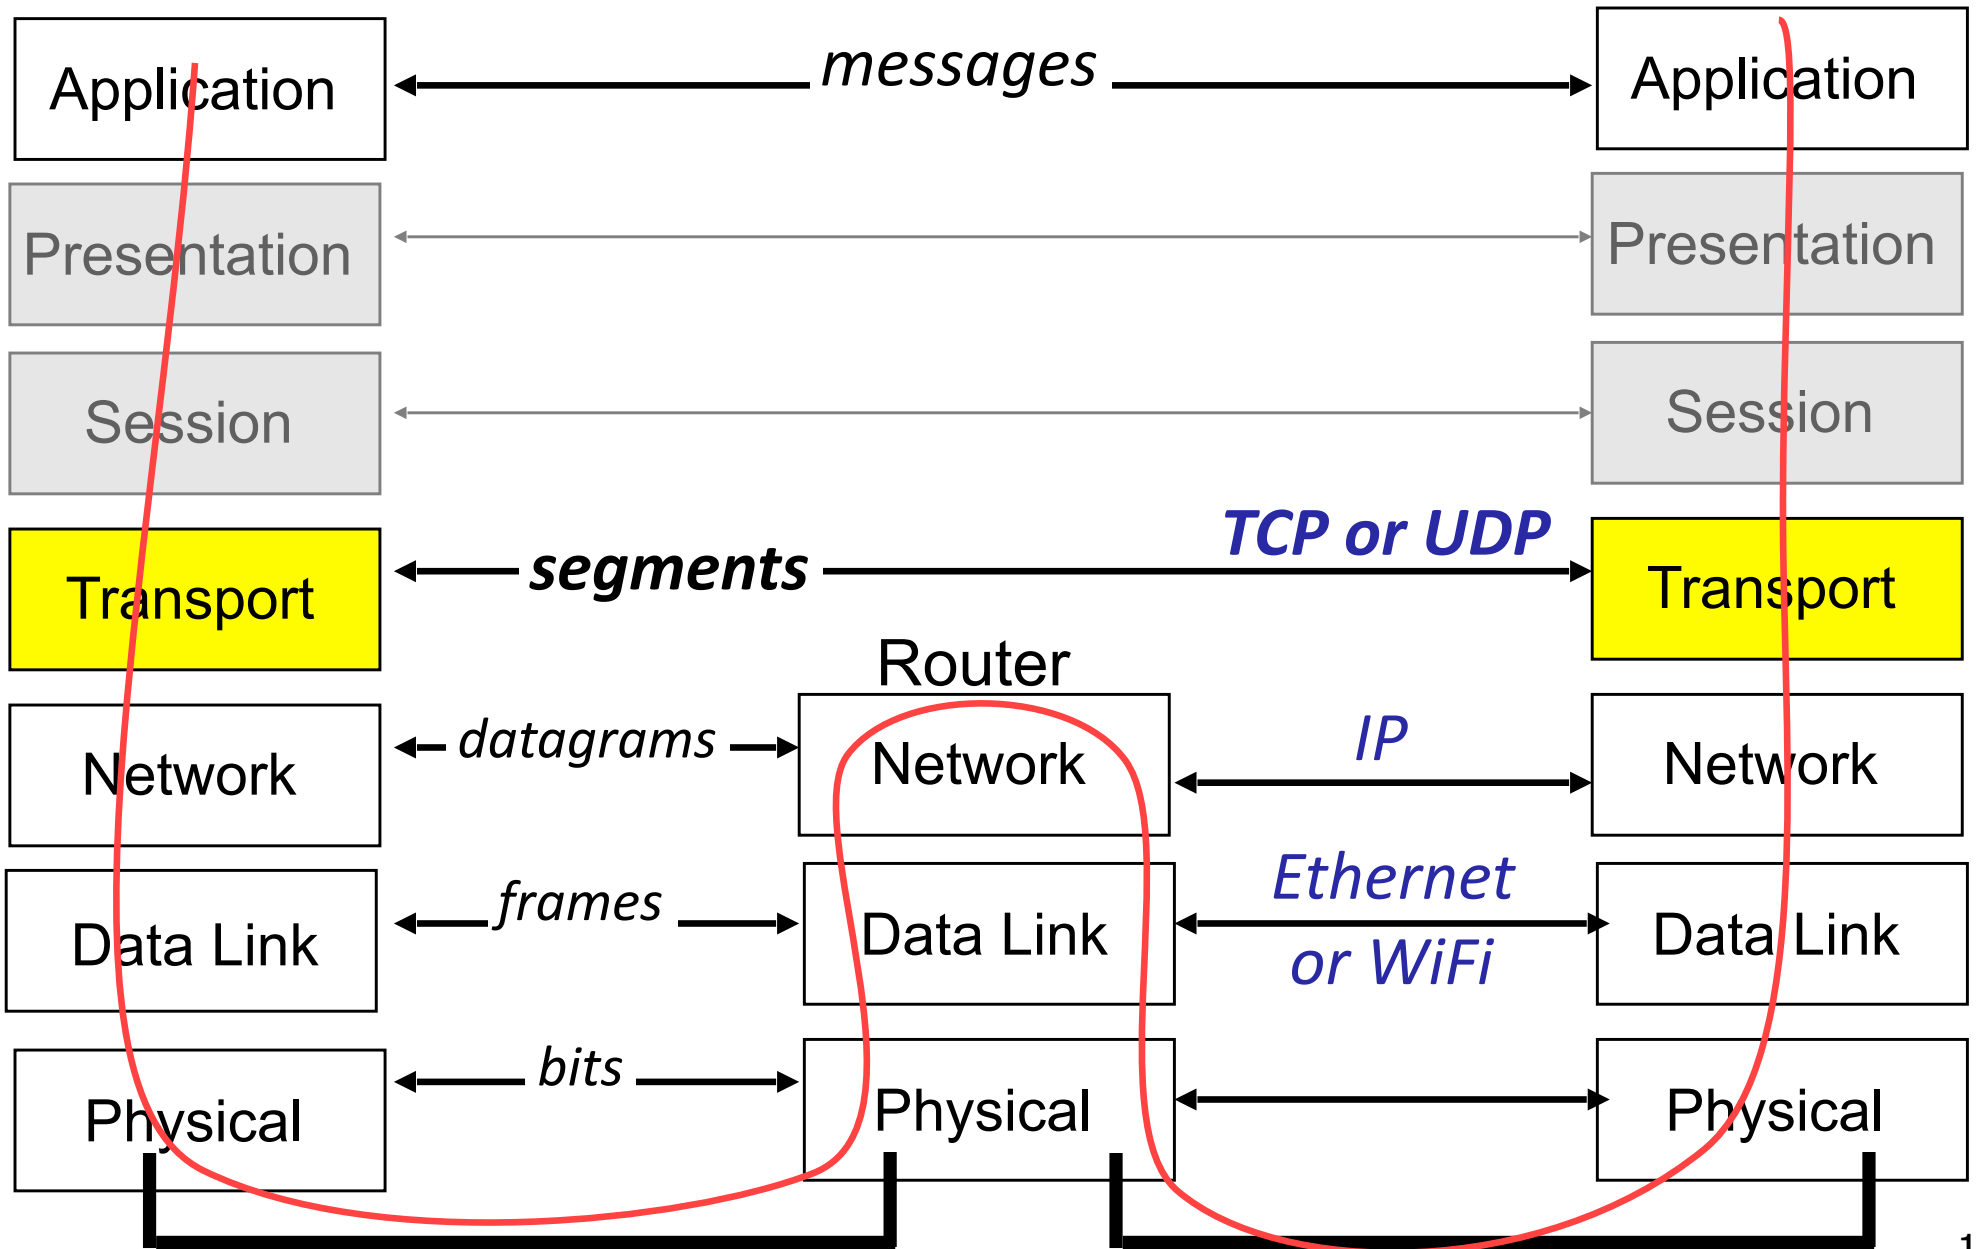 Application
messages
Application
Presentation
Presentation
Session
Session
TCP or UDP
Transport
segments
Transport
Router
Network
datagrams
Network
IP
Network
Data Link
frames
Data Link
Ethernet
or WiFi
Data Link
Physical
bits
Physical
Physical
1